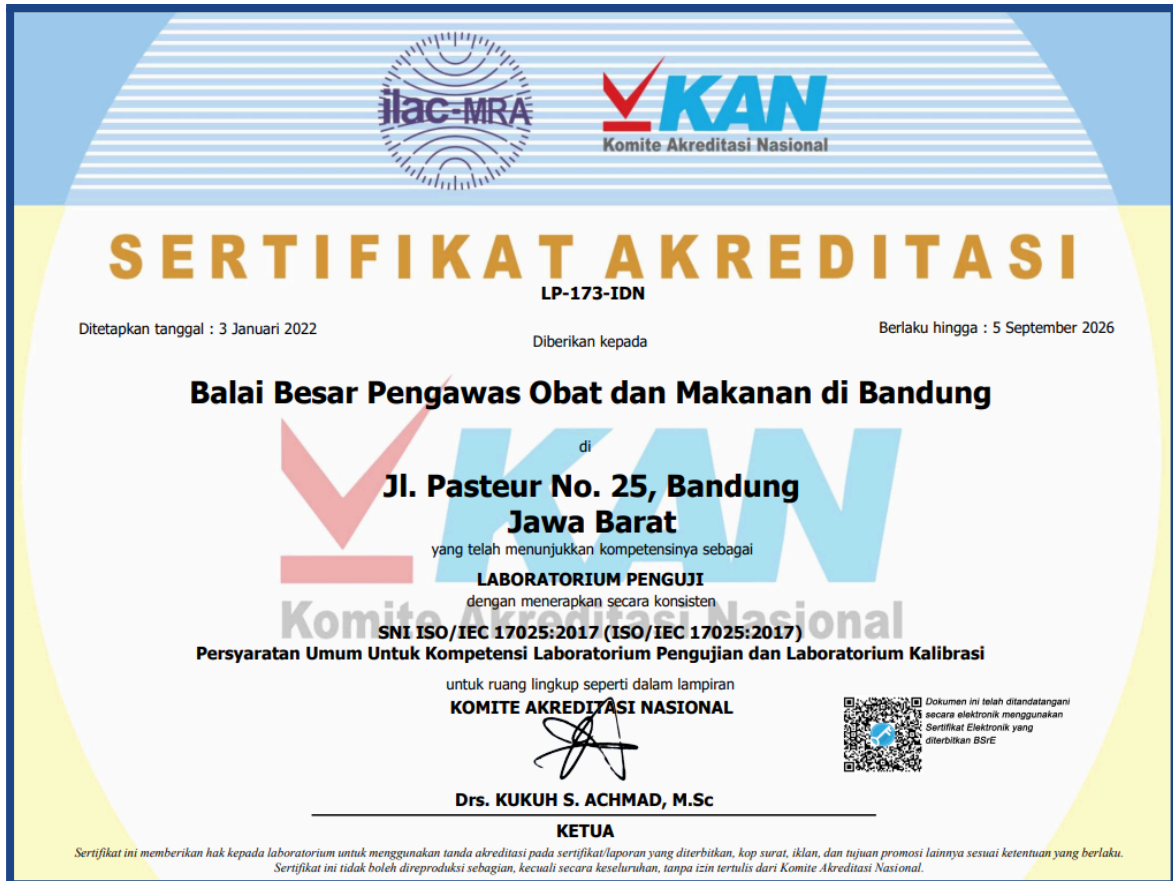 ilac-MRA
KAN
Komite Akreditasi Nasional
SERTIFIKAT AKREDITASI
LP-173-IDN
Ditetapkan tanggal : 3 Januari 2022
Diberikan kepada
Berlaku hingga : 5 September 2026
Balai Besar Pengawas Obat dan Makanan di Bandung
di
Jl. Pasteur No. 25, Bandung
Jawa Barat
yang telah menunjukkan kompetensinya sebagai
LABORATORIUM PENGUJI
dengan menerapkan secara konsisten
KAN
Komite Akreditasi Nasional
SNI ISO/IEC 17025:2017 (ISO/IEC 17025:2017)
Persyaratan Umum Untuk Kompetensi Laboratorium Pengujian dan Laboratorium Kalibrasi
untuk ruang lingkup seperti dalam lampiran
KOMITE AKREDITASI NASIONAL
Dokumen ini telah ditandatangani
secara elektronik menggunakan
Sertifikat Elektronik yang
diterbitkan BSrE
Drs. KUKUH S. ACHMAD, M.Sc
KETUA
Sertifikat ini memberikan hak kepada laboratorium untuk menggunakan tanda akreditasi pada sertifikat/laporan yang diterbitkan, kop surat, iklan, dan tujuan promosi lainnya sesuai ketentuan yang berlaku.
Sertifikat ini tidak boleh direproduksi sebagian, kecuali secara keseluruhan, tanpa izin tertulis dari Komite Akreditasi Nasional.